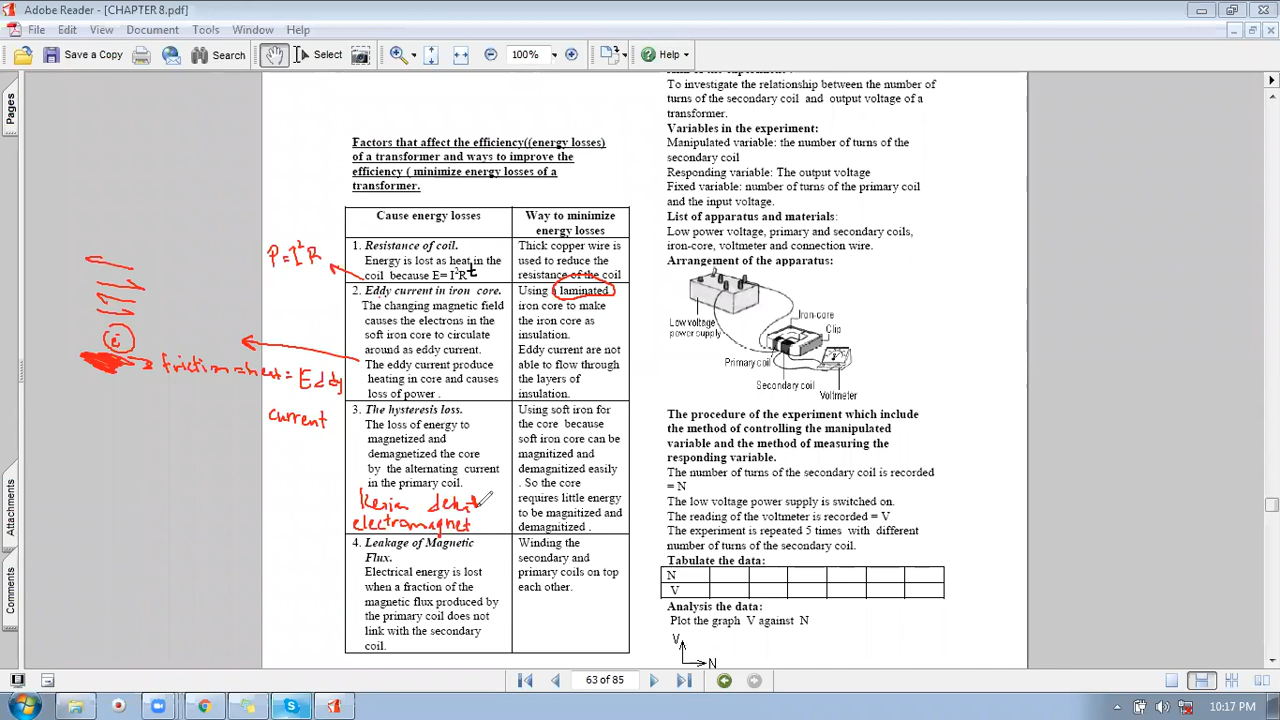 Adobe Reader - [CHAPTER 8.pdf]
File Edit View Document Tools Window Help
Save a Copy Search Select 100% Help
Pages
Attachments
Comments
Factors that affect the efficiency((energy losses)
of a transformer and ways to improve the
efficiency ( minimize energy losses of a
transformer.
Cause energy losses
Way to minimize
energy losses
1. Resistance of coil.
Energy is lost as heat in the
coil because E= I²Rt
Thick copper wire is
used to reduce the
resistance of the coil
P=I²R
2. Eddy current in iron core.
The changing magnetic field
causes the electrons in the
soft iron core to circulate
around as eddy current.
The eddy current produce
heating in core and causes
loss of power .
Using laminated
iron core to make
the iron core as
insulation.
Eddy current are not
able to flow through
the layers of
insulation.
friction = heat = Eddy
current
3. The hysteresis loss.
The loss of energy to
magnetized and
demagnetized the core
by the alternating current
in the primary coil.
electromagnet
Using soft iron for
the core because
soft iron core can be
magnitized and
demagnitized easily
. So the core
requires little energy
to be magnitized and
demagnitized .
4. Leakage of Magnetic
Flux.
Electrical energy is lost
when a fraction of the
magnetic flux produced by
the primary coil does not
link with the secondary
coil.
Winding the
secondary and
primary coils on top
each other.
To investigate the relationship between the number of
turns of the secondary coil and output voltage of a
transformer.
Variables in the experiment:
Manipulated variable: the number of turns of the
secondary coil
Responding variable: The output voltage
Fixed variable: number of turns of the primary coil
and the input voltage.
List of apparatus and materials:
Low power voltage, primary and secondary coils,
iron-core, voltmeter and connection wire.
Arrangement of the apparatus:
Low voltage
power supply
Iron-core
Clip
Primary coil
Secondary coil
Voltmeter
The procedure of the experiment which include
the method of controlling the manipulated
variable and the method of measuring the
responding variable.
The number of turns of the secondary coil is recorded
= N
The low voltage power supply is switched on.
The reading of the voltmeter is recorded = V
The experiment is repeated 5 times with different
number of turns of the secondary coil.
Tabulate the data:
N
V
Analysis the data:
Plot the graph V against N
V
N
63 of 85
10:17 PM